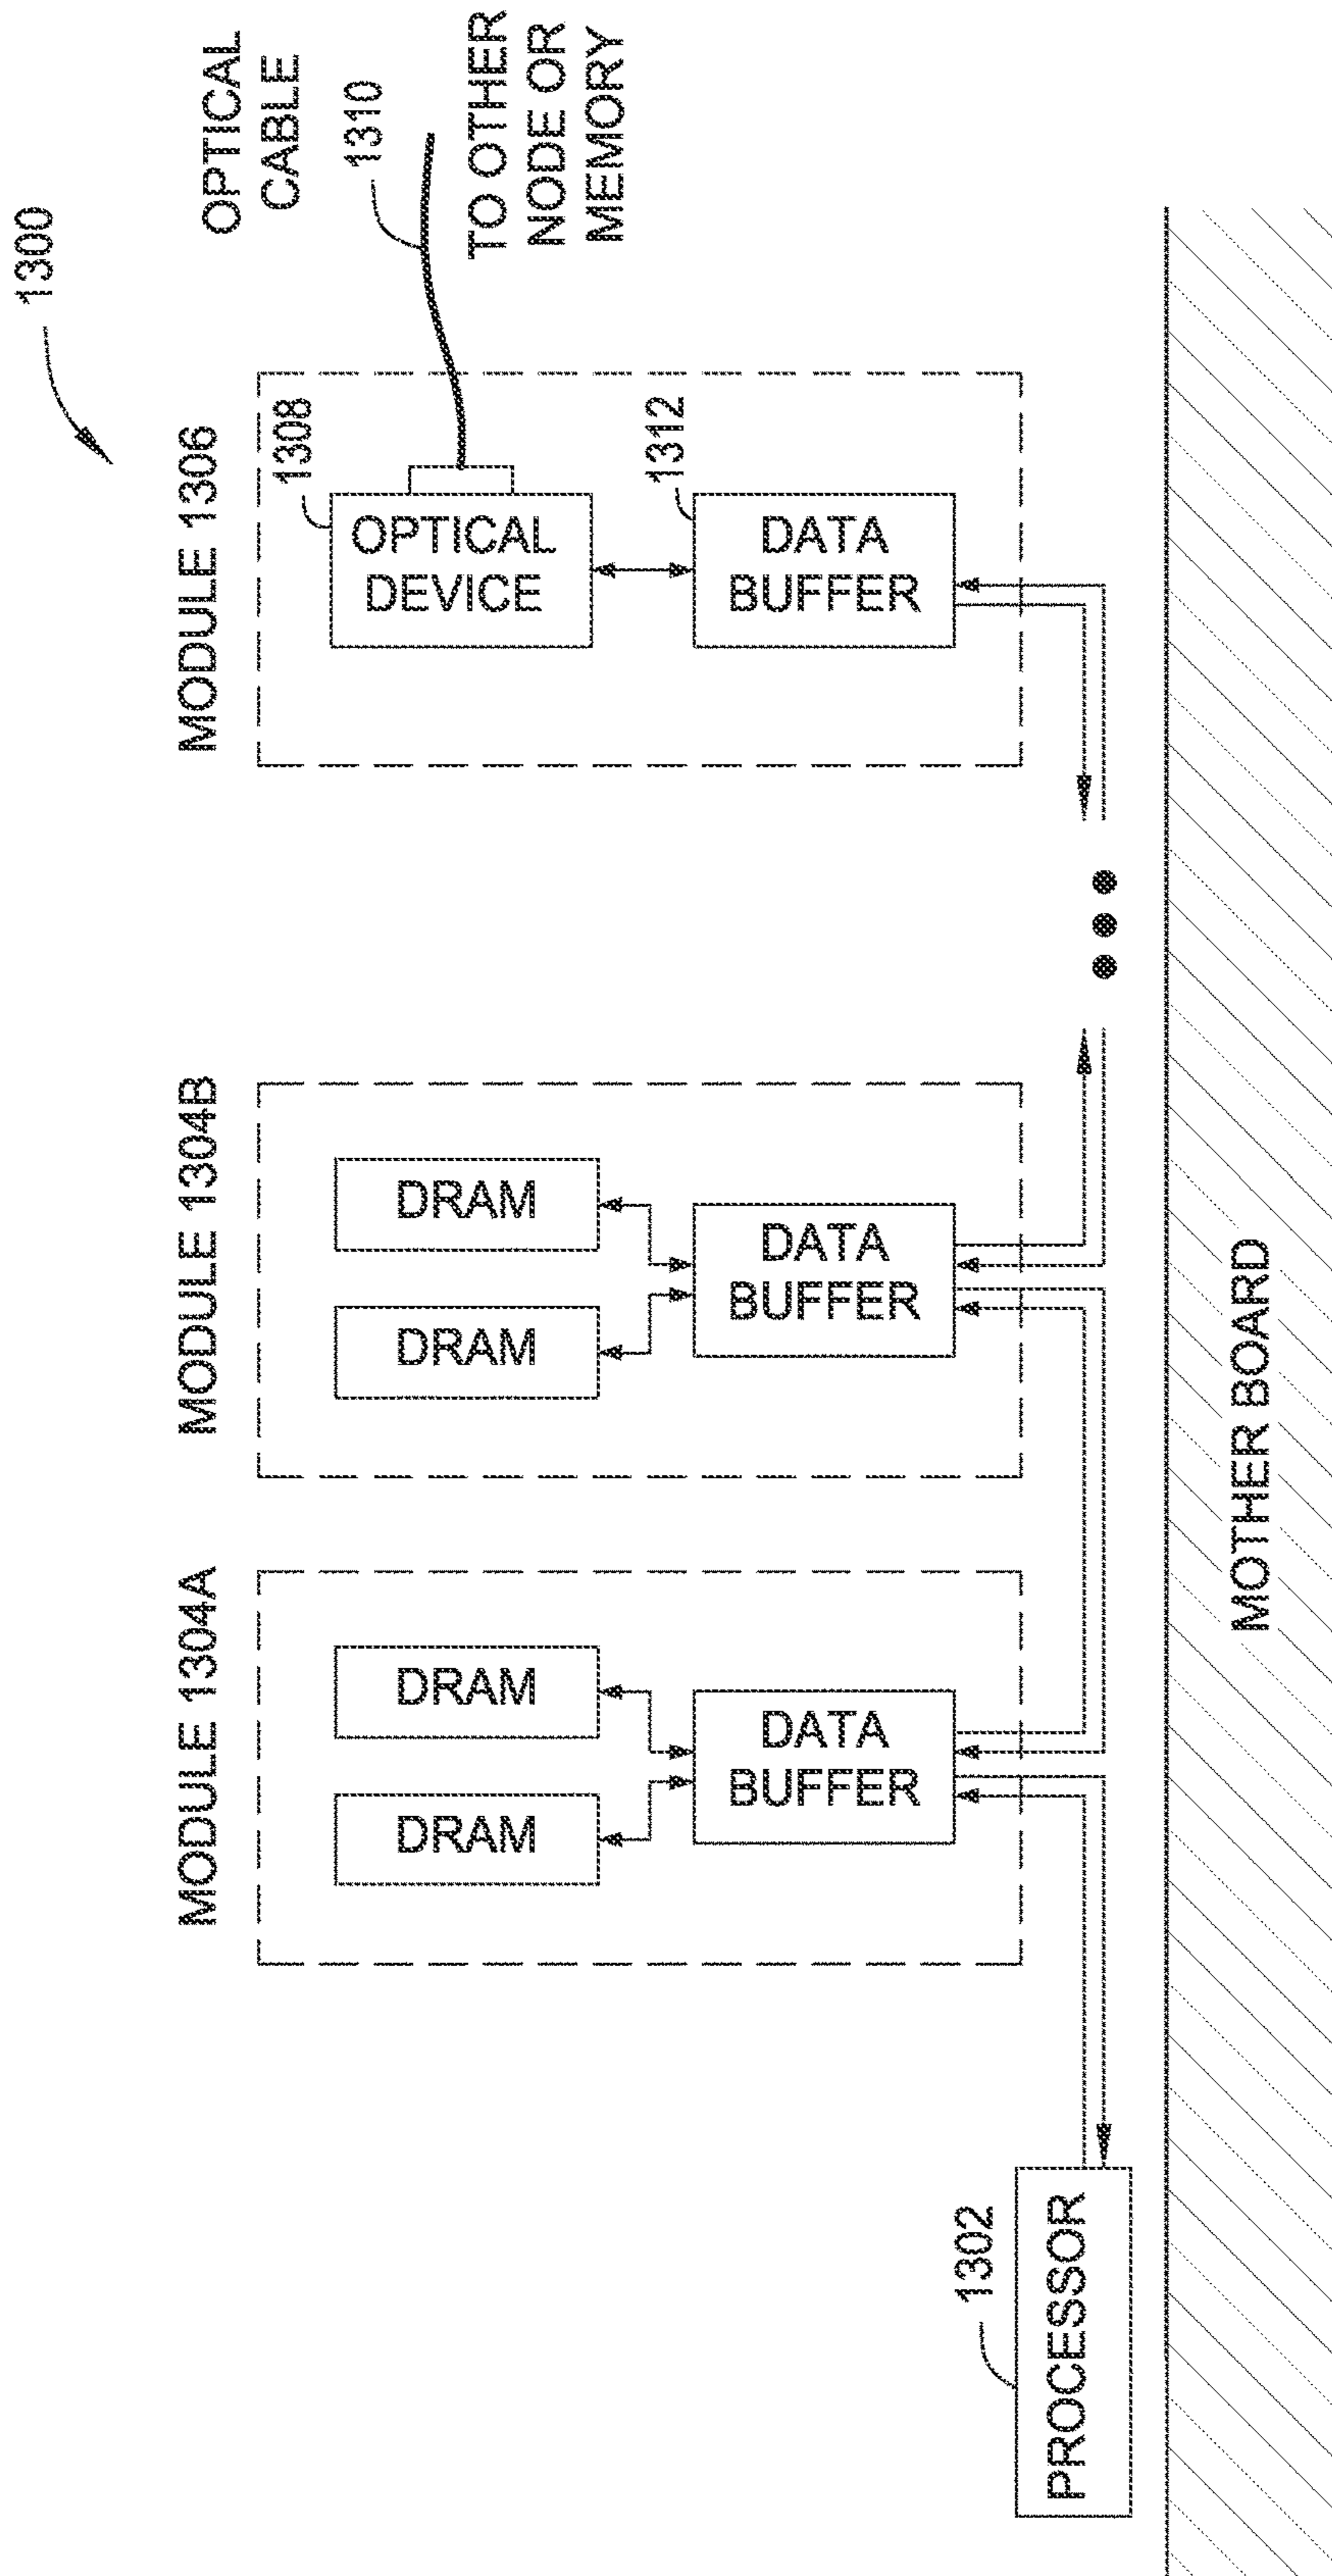 1300
OPTICAL
CABLE
1310
TO OTHER
NODE OR
MEMORY
MODULE 1304A
DRAM
DRAM
DATA
BUFFER
MODULE 1304B
DRAM
DRAM
DATA
BUFFER
MODULE 1306
1308
OPTICAL
DEVICE
1312
DATA
BUFFER
1302
PROCESSOR
MOTHER BOARD